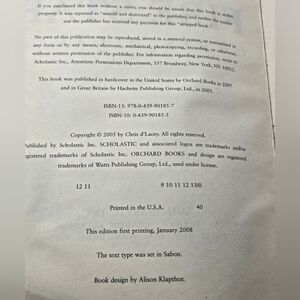 If you purchased this book without a cover, you should be aware that this book is stolen
property. It was reported as "unsold and destroyed" to the publisher, and neither the author
nor the publisher has received any payment for this "stripped book."
No part of this publication may be reproduced, stored in a retrieval system, or transmitted in
any form or by any means, electronic, mechanical, photocopying, recording, or otherwise,
without written permission of the publisher. For information regarding permission, write to
Scholastic Inc., Attention: Permissions Department, 557 Broadway, New York, NY 10012.
This book was published in hardcover in the United States by Orchard Books in 2007
and in Great Britain by Hachette Publishing Group, Ltd., in 2005.
ISBN-13: 978-0-439-90185-7
ISBN-10: 0-439-90185-5
Copyright © 2005 by Chris d'Lacey. All rights reserved.
Published by Scholastic Inc. SCHOLASTIC and associated logos are trademarks and/or
registered trademarks of Scholastic Inc. ORCHARD BOOKS and design are registered
trademarks of Watts Publishing Group, Ltd., used under license.
12 11 9 10 11 12 13/0
Printed in the U.S.A. 40
This edition first printing, January 2008
The text type was set in Sabon.
Book design by Alison Klapthor.